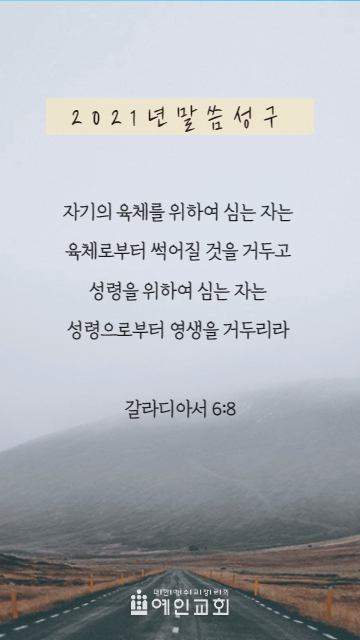 2021년말씀성구
자기의 육체를 위하여 심는 자는
육체로부터 썩어질 것을 거두고
성령을 위하여 심는 자는
성령으로부터 영생을 거두리라
갈라디아서 6:8
예인교회